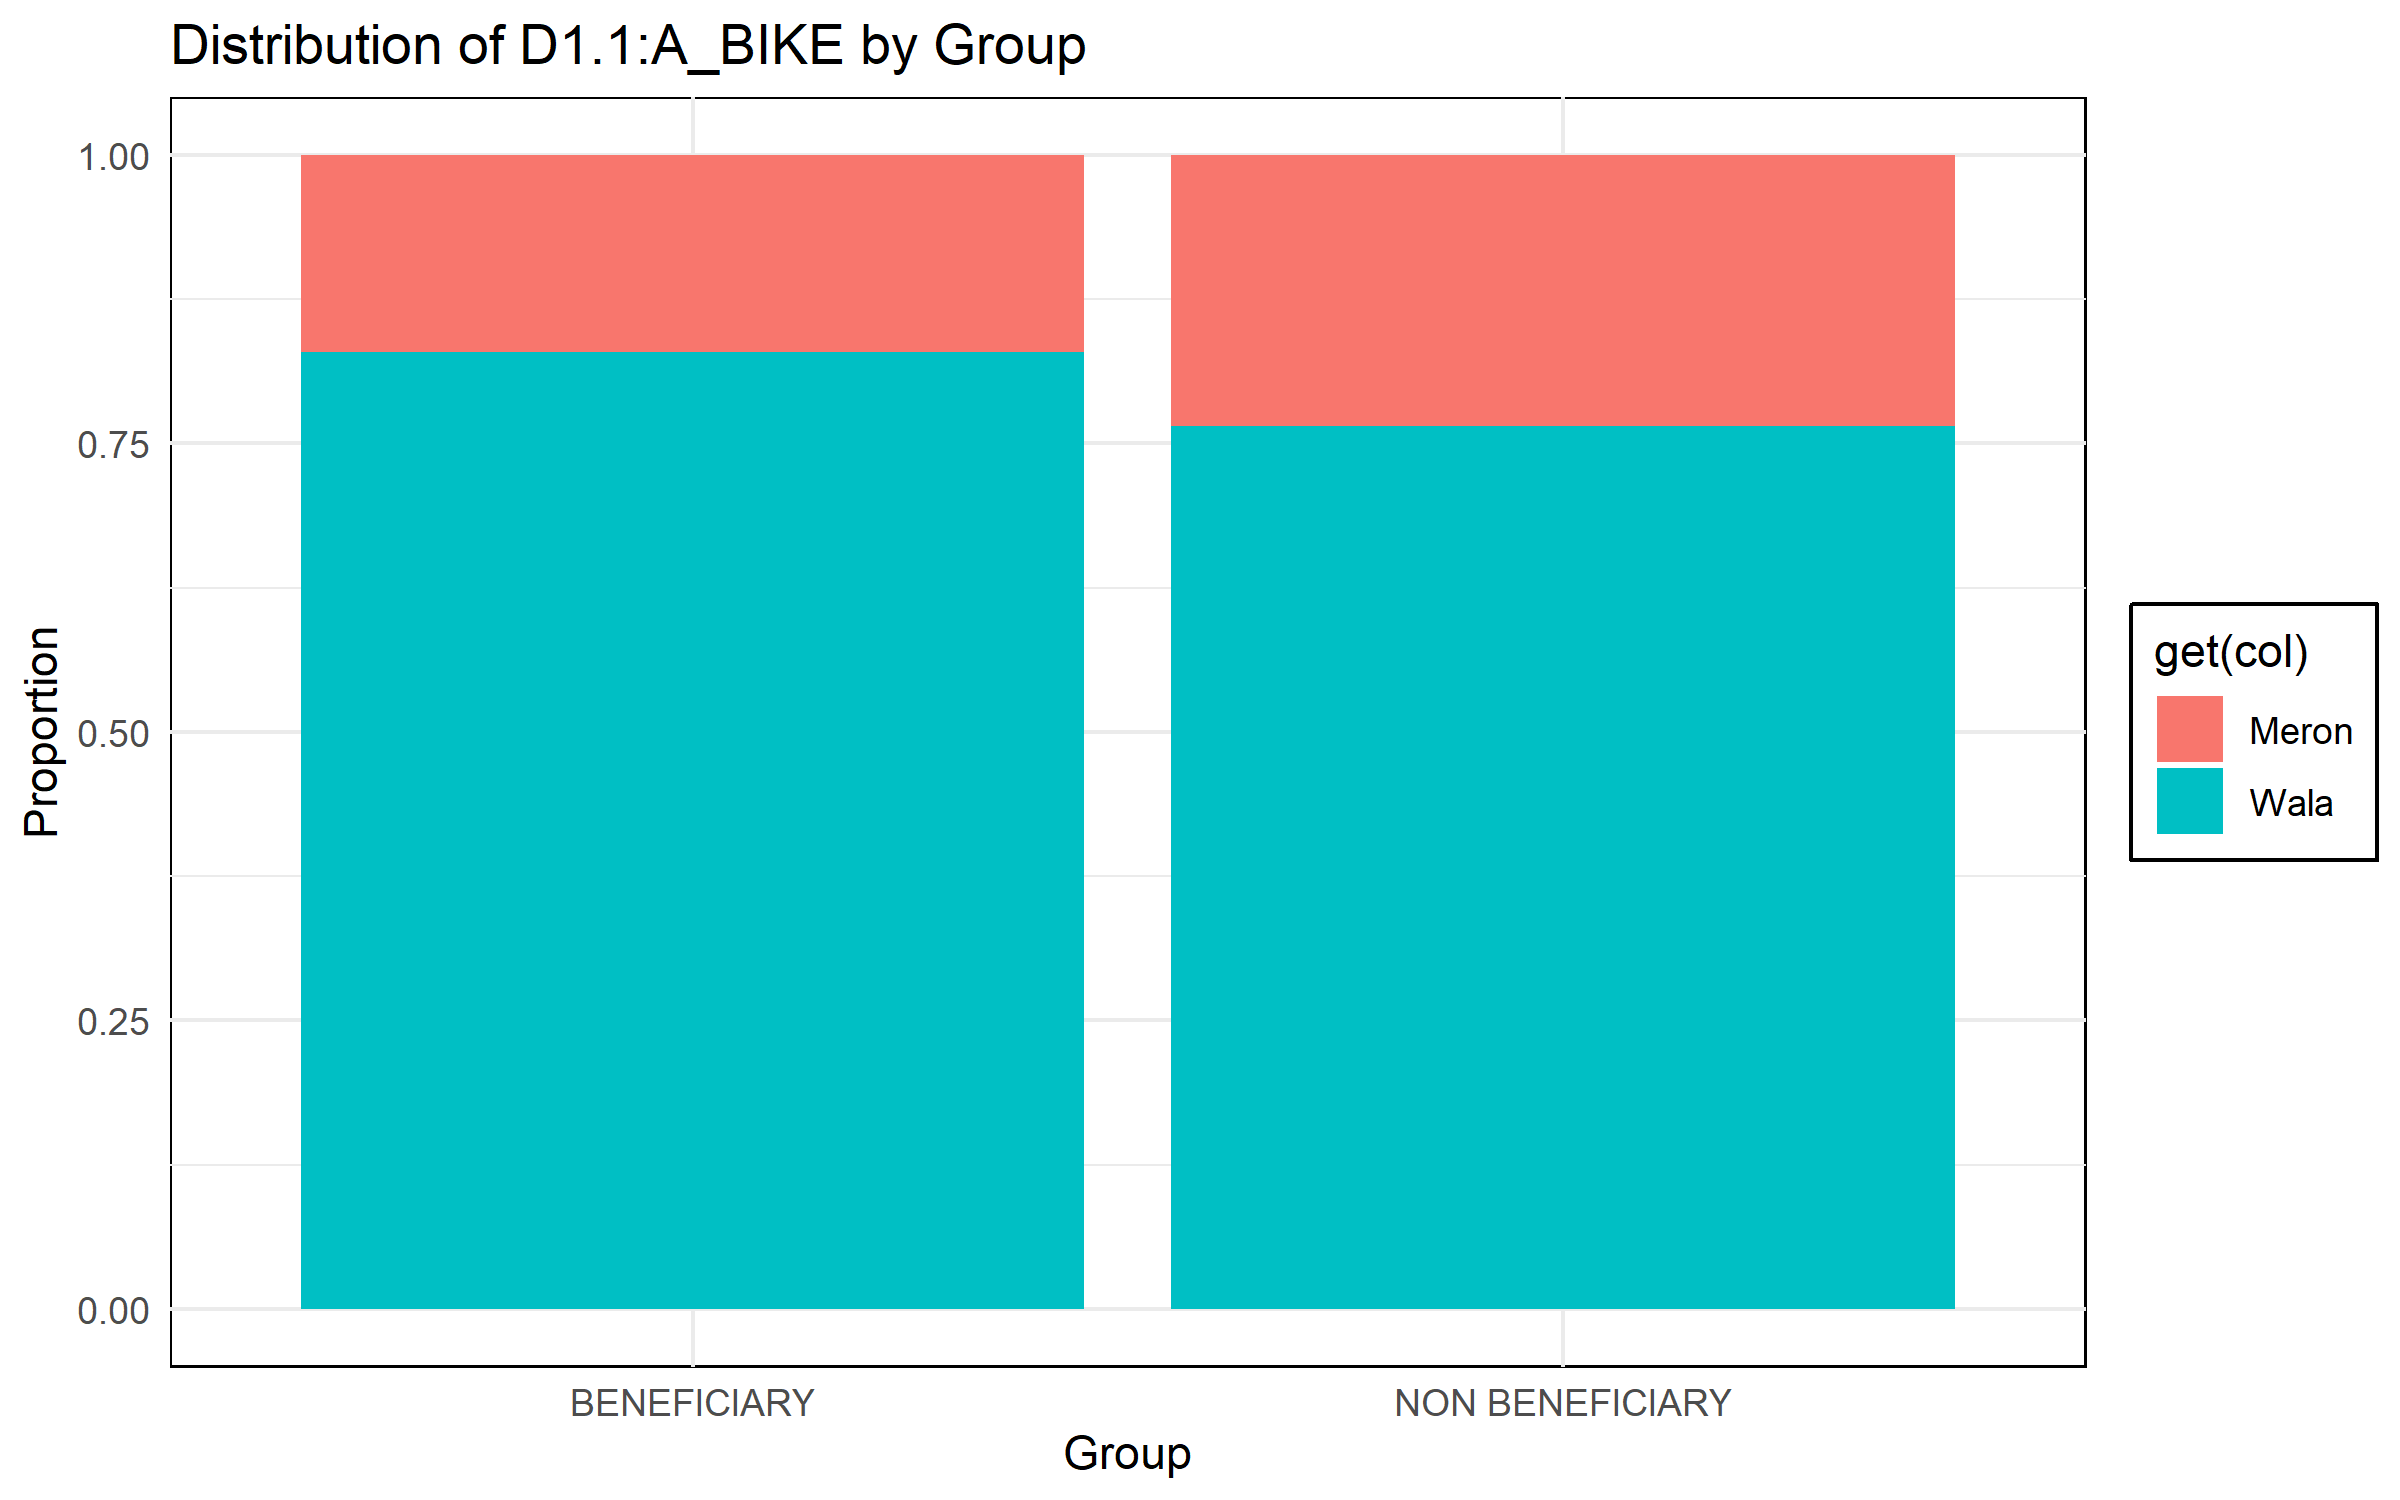 Distribution of D1.1:A_BIKE by Group
1.00
0.75
0.50
0.25
0.00
Proportion
BENEFICIARY
NON BENEFICIARY
Group
get(col)
Meron
Wala